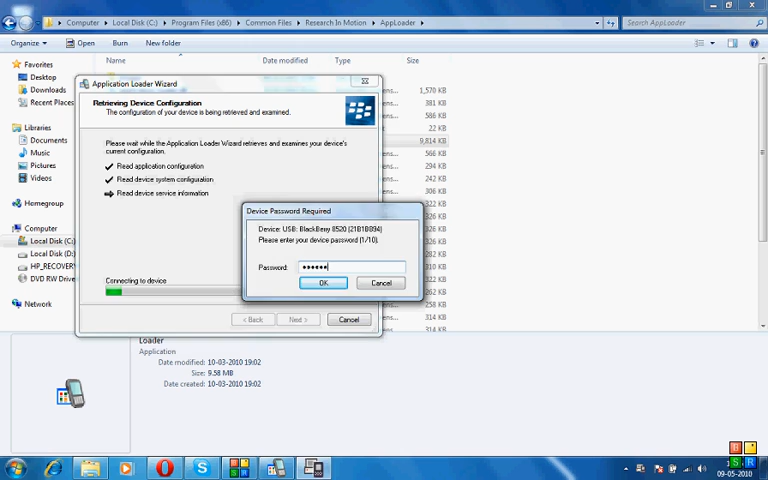 Computer ▸ Local Disk (C:) ▸ Program Files (x86) ▸ Common Files ▸ Research In Motion ▸ AppLoader ▸
Search AppLoader
Organize Open Burn New folder
Name Date modified Type Size
Favorites
Desktop
Downloads
Recent Places
Libraries
Documents
Music
Pictures
Videos
Homegroup
Computer
Local Disk (C:)
Local Disk (D:)
HP_RECOVERY
DVD RW Drive
Network
1,570 KB
381 KB
586 KB
22 KB
9,814 KB
566 KB
294 KB
242 KB
306 KB
322 KB
326 KB
262 KB
322 KB
310 KB
262 KB
258 KB
314 KB
314 KB
Application Loader Wizard
Retrieving Device Configuration
The configuration of your device is being retrieved and examined.
Please wait while the Application Loader Wizard retrieves and examines your device's
current configuration.
Read application configuration
Read device system configuration
Read device service information
Connecting to device
< Back Next > Cancel
Device Password Required
Device: USB: BlackBerry 8520 (21B1B894)
Please enter your device password (1/10).
Password: ••••••
OK Cancel
Loader
Application
Date modified: 10-03-2010 19:02
Size: 9.58 MB
Date created: 10-03-2010 19:02
09-05-2010